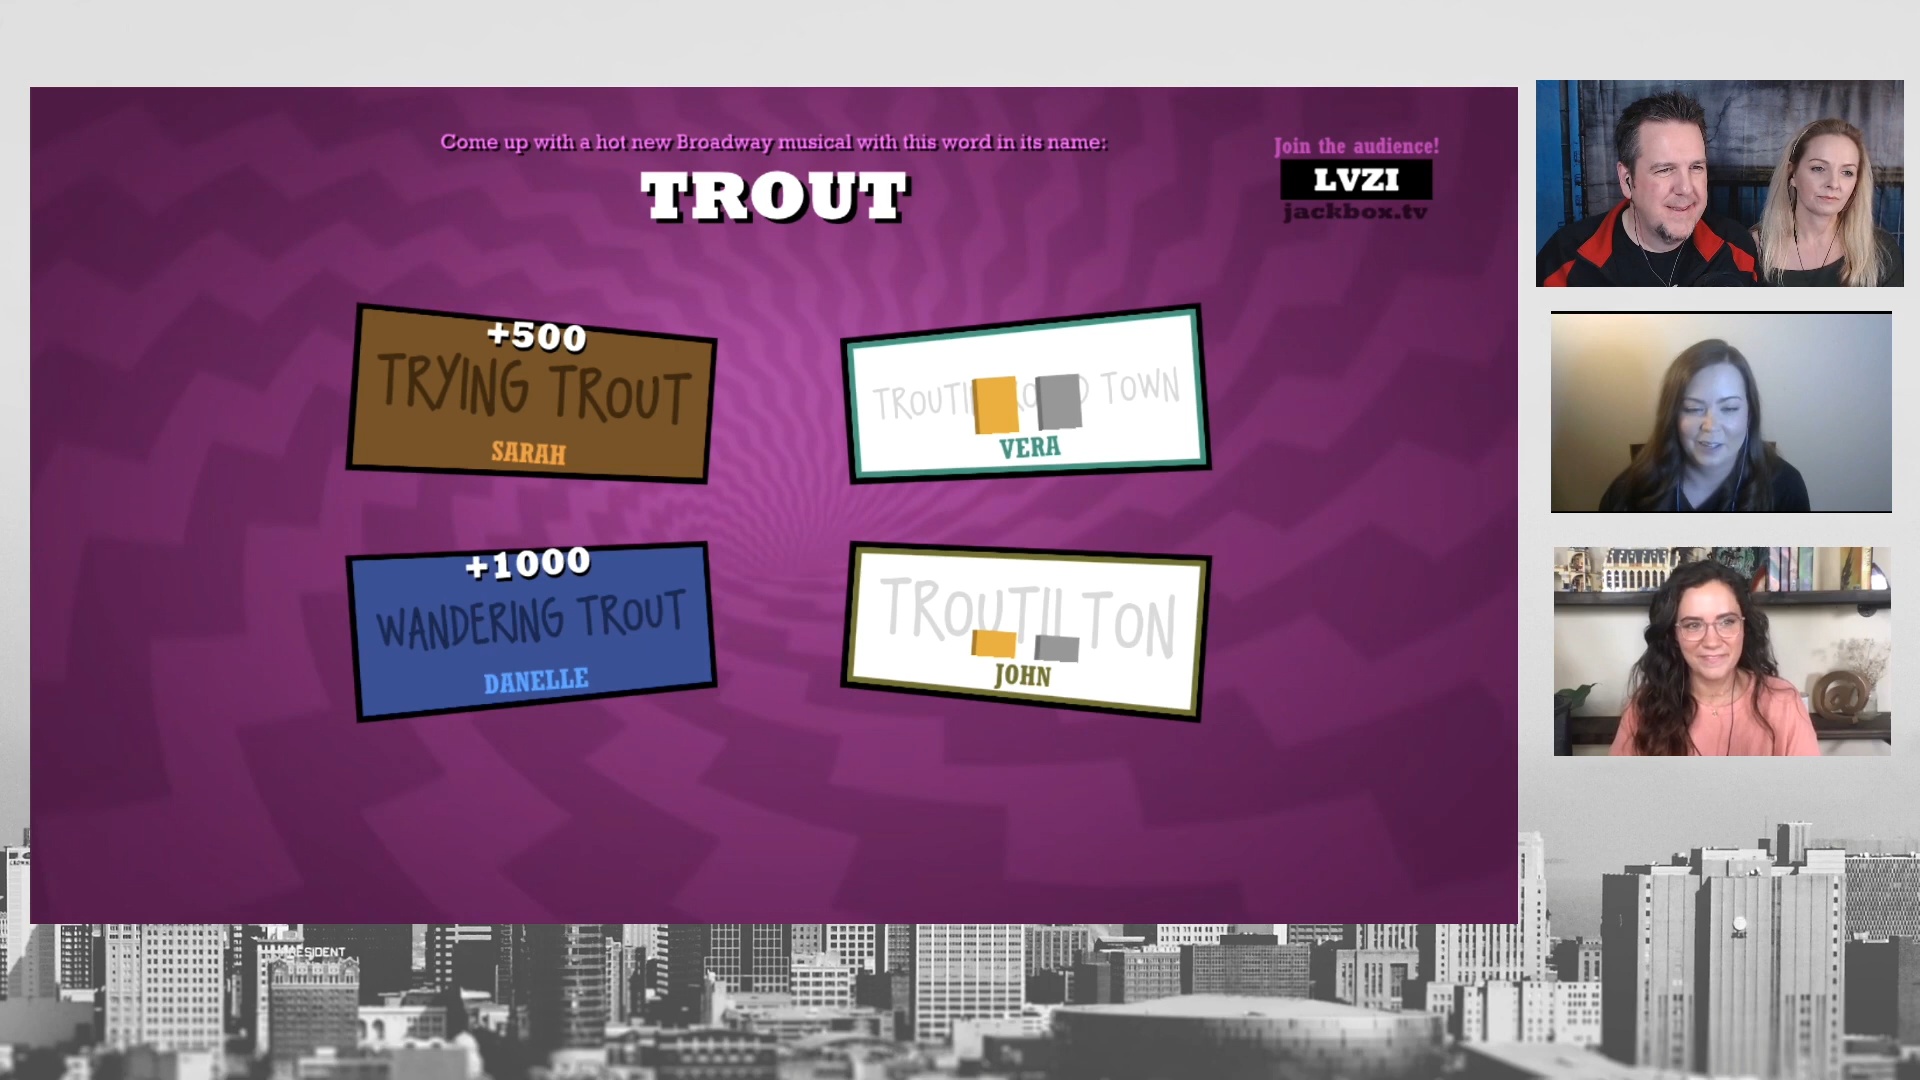 Come up with a hot new Broadway musical with this word in its name:
TROUT
Join the audience!
LVZI
jackbox.tv
+500
TRYING TROUT
SARAH
TOWN
VERA
+1000
WANDERING TROUT
DANELLE
JOHN